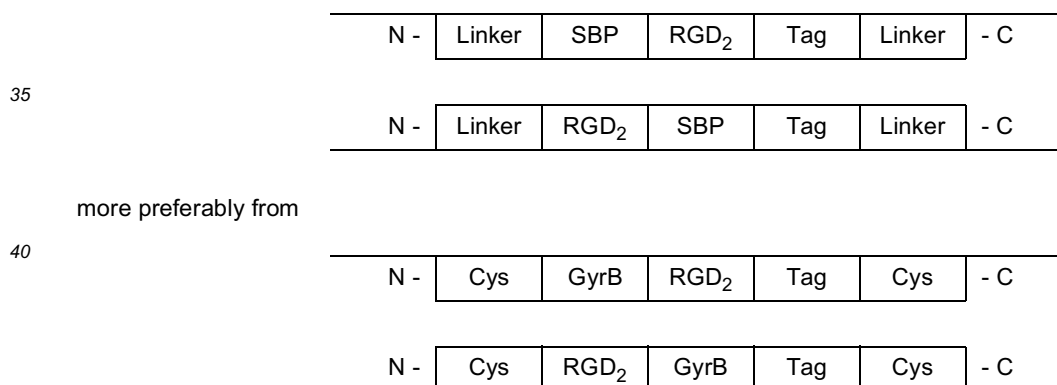 N - Linker SBP RGD₂ Tag Linker - C
35
N - Linker RGD₂ SBP Tag Linker - C
more preferably from
40
N - Cys GyrB RGD₂ Tag Cys - C
N - Cys RGD₂ GyrB Tag Cys - C